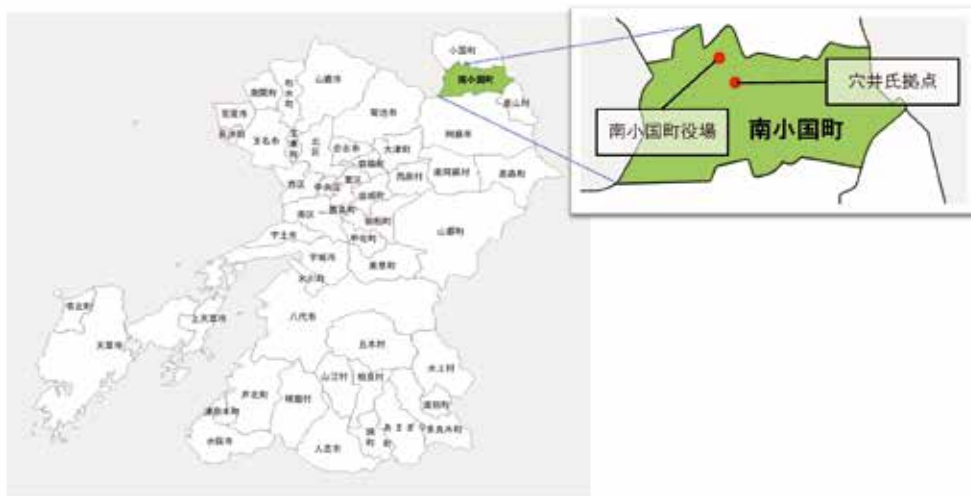 小国町
南小国町
産山村
山鹿市
菊池市
阿蘇市
和水町
南関町
荒尾市
長洲町
玉名市
玉東町
北区
合志市
大津町
菊陽町
西原村
南阿蘇村
高森町
西区
中央区
東区
益城町
南区
嘉島町
御船町
山都町
宇土市
甲佐町
宇城市
美里町
氷川町
八代市
上天草市
苓北町
天草市
五木村
水上村
山江村
相良村
湯前町
芦北町
球磨村
津奈木町
錦町
あさぎり町
多良木町
水俣市
人吉市
穴井氏拠点
南小国町役場
南小国町